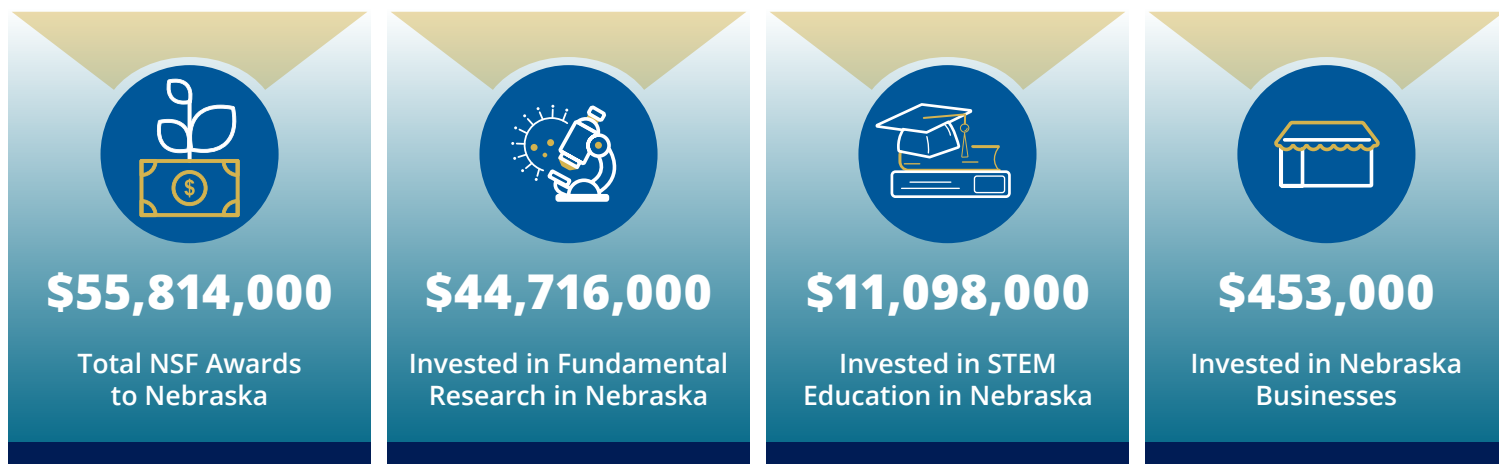 $
$55,814,000
Total NSF Awards
to Nebraska
$44,716,000
Invested in Fundamental
Research in Nebraska
$11,098,000
Invested in STEM
Education in Nebraska
$453,000
Invested in Nebraska
Businesses